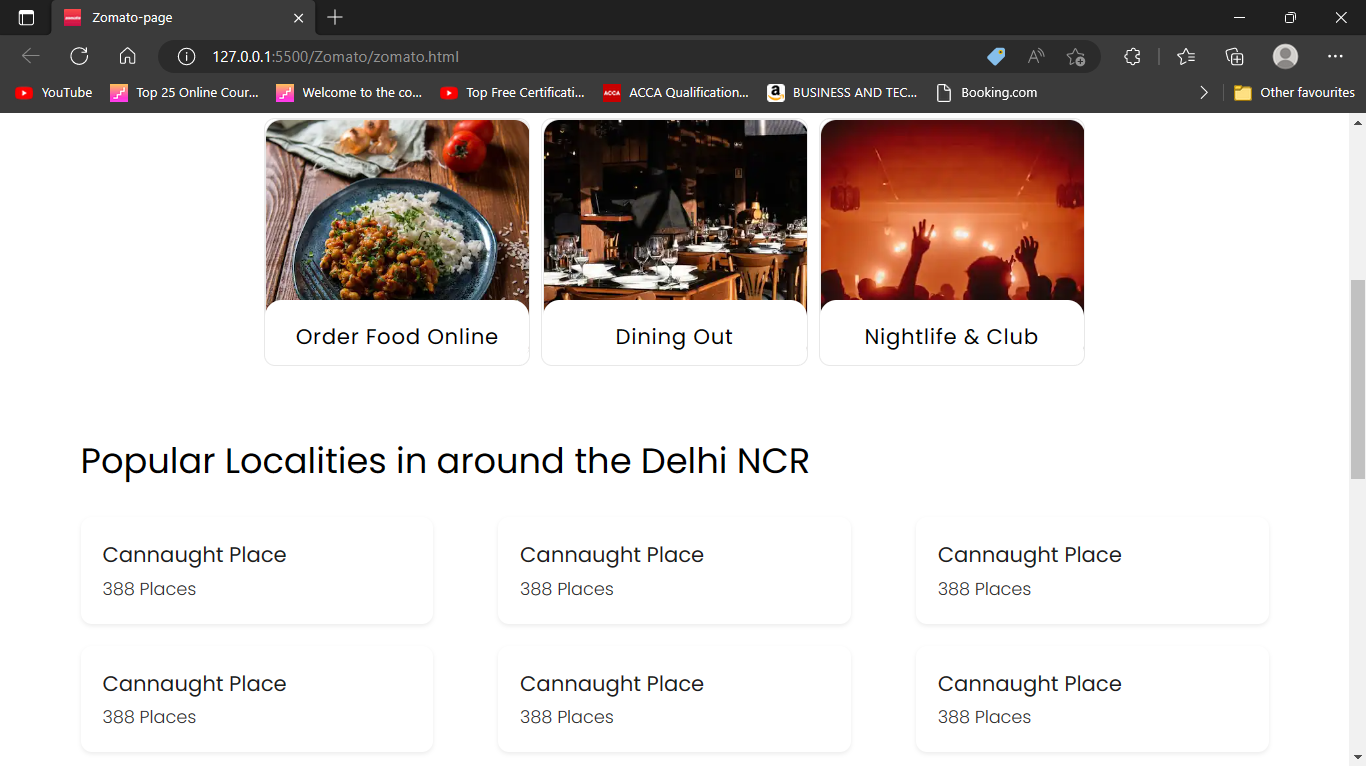 Zomato-page
127.0.0.1:5500/Zomato/zomato.html
YouTube
Top 25 Online Cour...
Welcome to the co...
Top Free Certificati...
ACCA
ACCA Qualification...
BUSINESS AND TEC...
Booking.com
Other favourites
Order Food Online
Dining Out
Nightlife & Club
Popular Localities in around the Delhi NCR
Cannaught Place
388 Places
Cannaught Place
388 Places
Cannaught Place
388 Places
Cannaught Place
388 Places
Cannaught Place
388 Places
Cannaught Place
388 Places